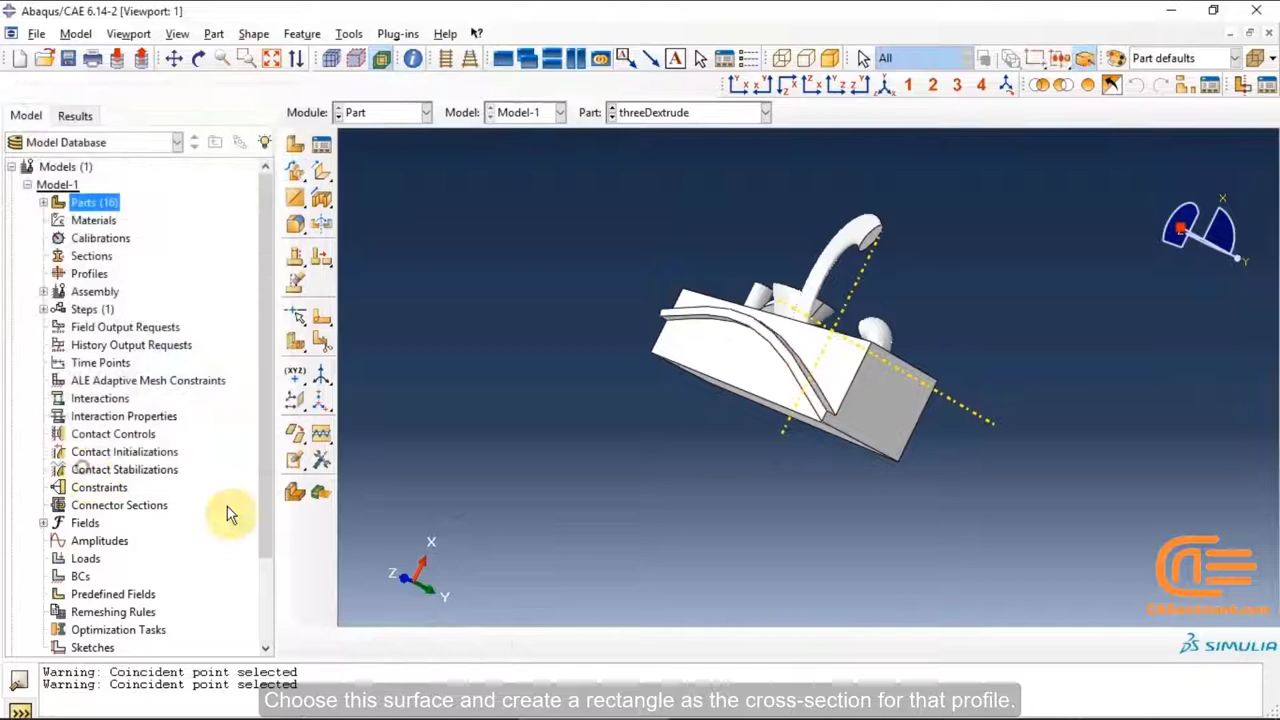 Abaqus/CAE 6.14-2 [Viewport: 1]
File Model Viewport View Part Shape Feature Tools Plug-ins Help
All Part defaults
1 2 3 4
Model Results Module: Part Model: Model-1 Part: threeDextrude
Model Database
Models (1)
Model-1
Parts (16)
Materials
Calibrations
Sections
Profiles
Assembly
Steps (1)
Field Output Requests
History Output Requests
Time Points
ALE Adaptive Mesh Constraints
Interactions
Interaction Properties
Contact Controls
Contact Initializations
Contact Stabilizations
Constraints
Connector Sections
Fields
Amplitudes
Loads
BCs
Predefined Fields
Remeshing Rules
Optimization Tasks
Sketches
(XYZ)
X
Y
X
Z
Y
CAEassistant.com
SIMULIA
Warning: Coincident point selected
Warning: Coincident point selected
Choose this surface and create a rectangle as the cross-section for that profile.